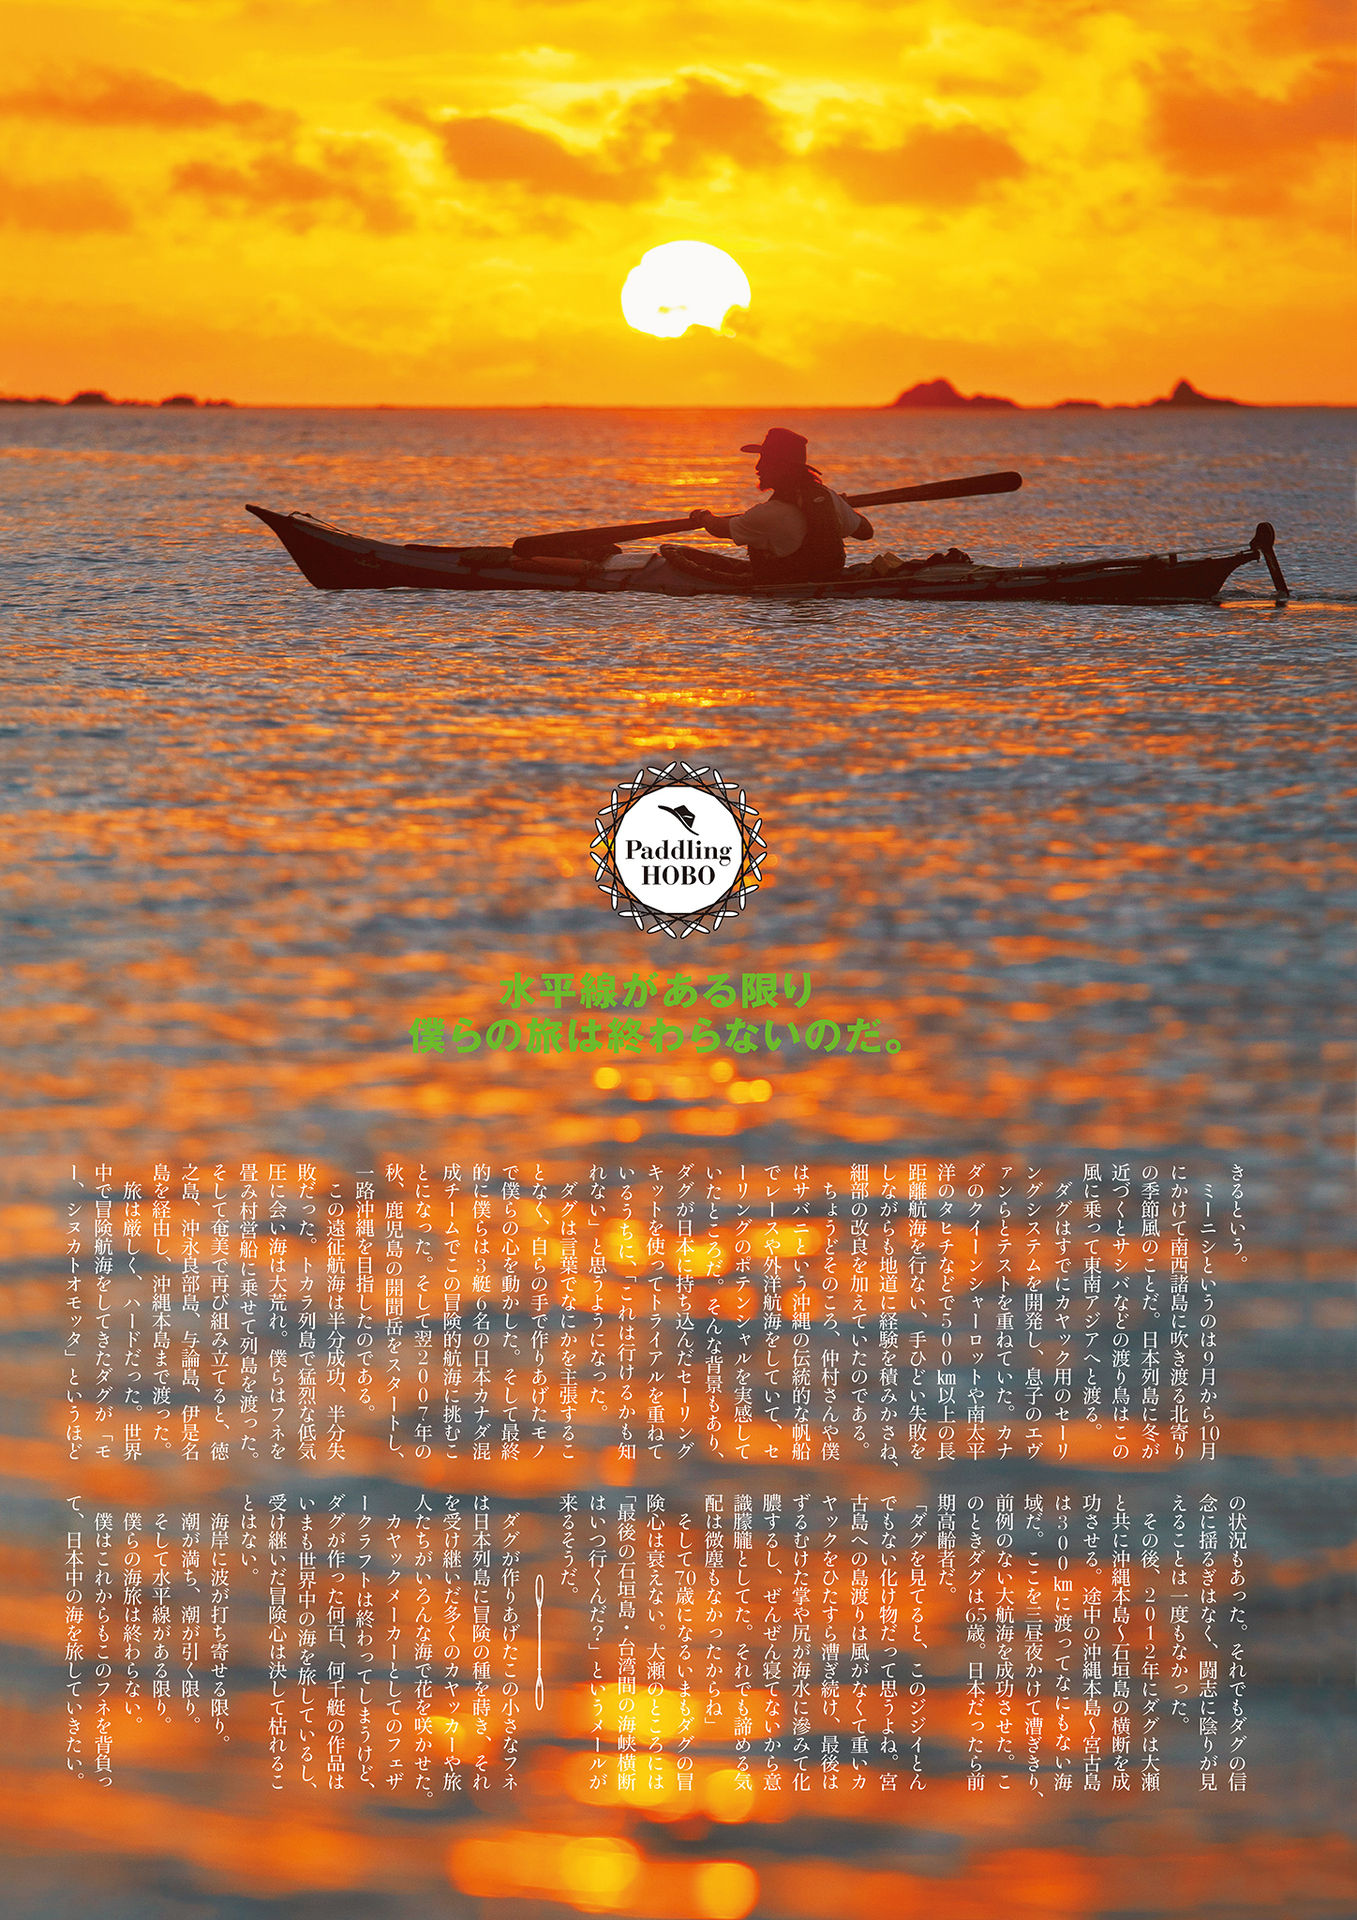 Paddling
HOBO
水平線がある限り
僕らの旅は終わらないのだ。
きるという。
ミーニシというのは9月から10月
にかけて南西諸島に吹き渡る北寄り
の季節風のことだ。日本列島に冬が
近づくとサシバなどの渡り鳥はこの
風に乗って東南アジアへと渡る。
ダグはすでにカヤック用のセーリ
ングシステムを開発し、息子のエヴ
ァンらとテストを重ねていた。カナ
ダのクイーンシャーロットや南太平
洋のタヒチなどで500㎞以上の長
距離航海を行ない、手ひどい失敗を
しながらも地道に経験を積みかさね、
細部の改良を加えていたのである。
ちょうどそのころ、仲村さんや僕
はサバニという沖縄の伝統的な帆船
でレースや外洋航海をしていて、セ
ーリングのポテンシャルを実感して
いたところだ。そんな背景もあり、
ダグが日本に持ち込んだセーリング
キットを使ってトライアルを重ねて
いるうちに、「これは行けるかも知
れない」と思うようになった。
ダグは言葉でなにかを主張するこ
となく、自らの手で作りあげたモノ
で僕らの心を動かした。そして最終
的に僕らは3艇6名の日本カナダ混
成チームでこの冒険的航海に挑むこ
とになった。そして翌2007年の
秋、鹿児島の開聞岳をスタートし、
一路沖縄を目指したのである。
この遠征航海は半分成功、半分失
敗だった。トカラ列島で猛烈な低気
圧に会い海は大荒れ。僕らはフネを
畳み村営船に乗せて列島を渡った。
そして奄美で再び組み立てると、徳
之島、沖永良部島、与論島、伊是名
島を経由し、沖縄本島まで渡った。
旅は厳しく、ハードだった。世界
中で冒険航海をしてきたダグが「モ
ー、シヌカトオモッタ」というほど
の状況もあった。それでもダグの信
念に揺るぎはなく、闘志に陰りが見
えることは一度もなかった。
その後、2012年にダグは大瀬
と共に沖縄本島〜石垣島の横断を成
功させる。途中の沖縄本島〜宮古島
は300㎞に渡ってなにもない海
域だ。ここを三昼夜かけて漕ぎきり、
前例のない大航海を成功させた。こ
のときダグは65歳。日本だったら前
期高齢者だ。
「ダグを見てると、このジジイとん
でもない化け物だって思うよね。宮
古島への島渡りは風がなくて重いカ
ヤックをひたすら漕ぎ続け、最後は
ずるむけた掌や尻が海水に滲みて化
膿するし、ぜんぜん寝てないから意
識朦朧としてた。それでも諦める気
配は微塵もなかったからね」
そして70歳になるいまもダグの冒
険心は衰えない。大瀬のところには
「最後の石垣島・台湾間の海峡横断
はいつ行くんだ？」というメールが
来るそうだ。
ダグが作りあげたこの小さなフネ
は日本列島に冒険の種を蒔き、それ
を受け継いだ多くのカヤッカーや旅
人たちがいろんな海で花を咲かせた。
カヤックメーカーとしてのフェザ
ークラフトは終わってしまうけど、
ダグが作った何百、何千艇の作品は
いまも世界中の海を旅しているし、
受け継いだ冒険心は決して枯れるこ
とはない。
海岸に波が打ち寄せる限り。
潮が満ち、潮が引く限り。
そして水平線がある限り。
僕らの海旅は終わらない。
僕はこれからもこのフネを背負っ
て、日本中の海を旅していきたい。